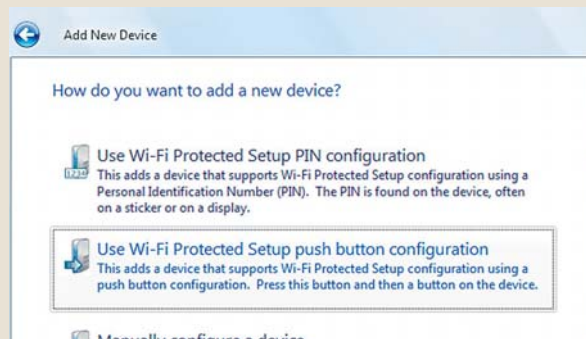 Add New Device
How do you want to add a new device?
Use Wi-Fi Protected Setup PIN configuration
1234
This adds a device that supports Wi-Fi Protected Setup configuration using a
Personal Identification Number (PIN). The PIN is found on the device, often
on a sticker or on a display.
Use Wi-Fi Protected Setup push button configuration
This adds a device that supports Wi-Fi Protected Setup configuration using a
push button configuration. Press this button and then a button on the device.
Manually configure a device